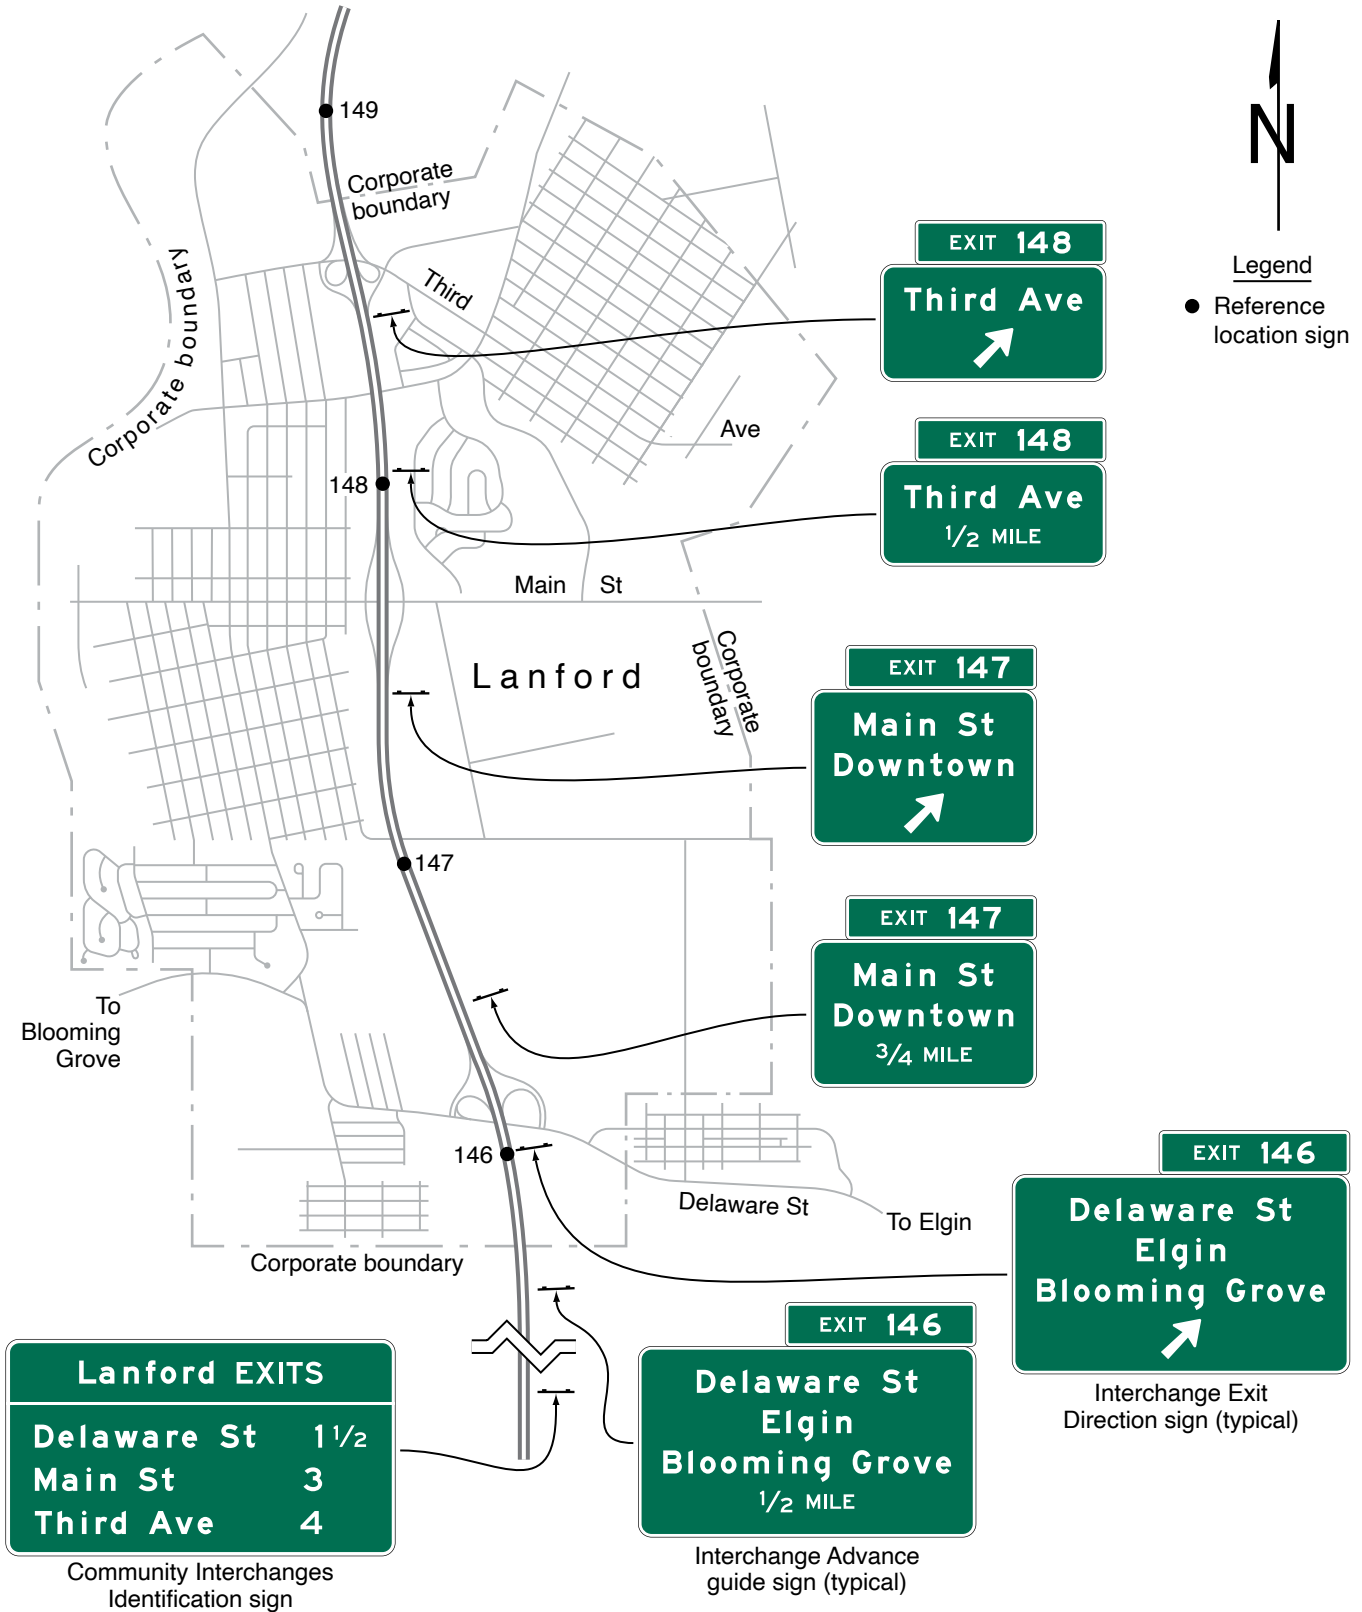 149
Corporate
boundary
N
Legend
Reference
location sign
EXIT 148
Third Ave
Corporate boundary
Third
EXIT 148
Third Ave
1/2 MILE
Ave
148
Main St
Lanford
Corporate
boundary
EXIT 147
Main St
Downtown
147
EXIT 147
Main St
Downtown
3/4 MILE
To
Blooming
Grove
146
Delaware St
To Elgin
EXIT 146
Delaware St
Elgin
Blooming Grove
Interchange Exit
Direction sign (typical)
Corporate boundary
EXIT 146
Delaware St
Elgin
Blooming Grove
1/2 MILE
Interchange Advance
guide sign (typical)
Lanford EXITS
Delaware St 1 1/2
Main St 3
Third Ave 4
Community Interchanges
Identification sign